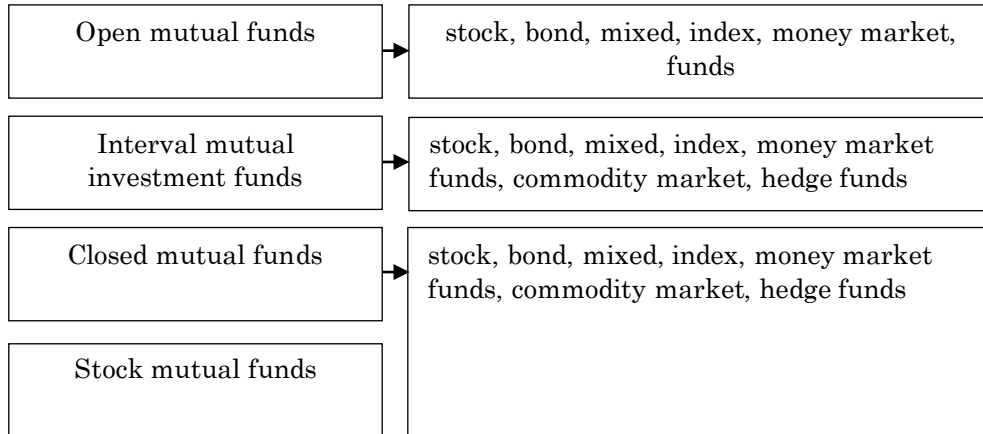 Open mutual funds
stock, bond, mixed, index, money market,
funds
Interval mutual
investment funds
stock, bond, mixed, index, money market
funds, commodity market, hedge funds
Closed mutual funds
stock, bond, mixed, index, money market
funds, commodity market, hedge funds
Stock mutual funds